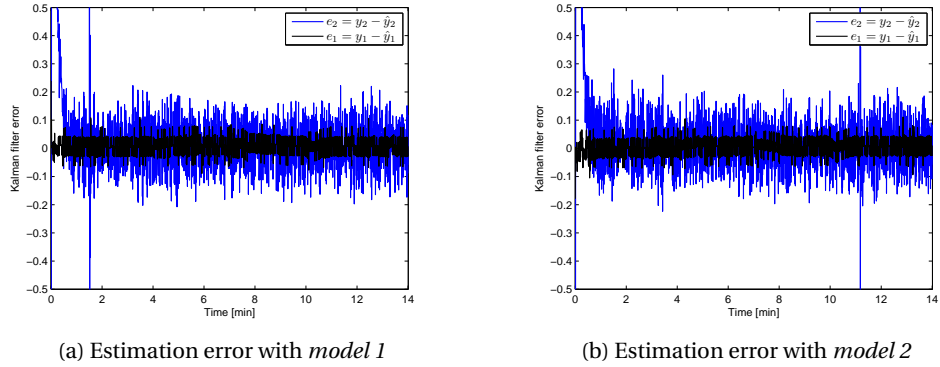 e₂ = y₂ − ŷ₂
e₁ = y₁ − ŷ₁
0.5
0.4
0.3
0.2
0.1
0
−0.1
−0.2
−0.3
−0.4
−0.5
Kalman filter error
0 2 4 6 8 10 12 14
Time [min]
(a) Estimation error with model 1
e₂ = y₂ − ŷ₂
e₁ = y₁ − ŷ₁
0.5
0.4
0.3
0.2
0.1
0
−0.1
−0.2
−0.3
−0.4
−0.5
Kalman filter error
0 2 4 6 8 10 12 14
Time [min]
(b) Estimation error with model 2